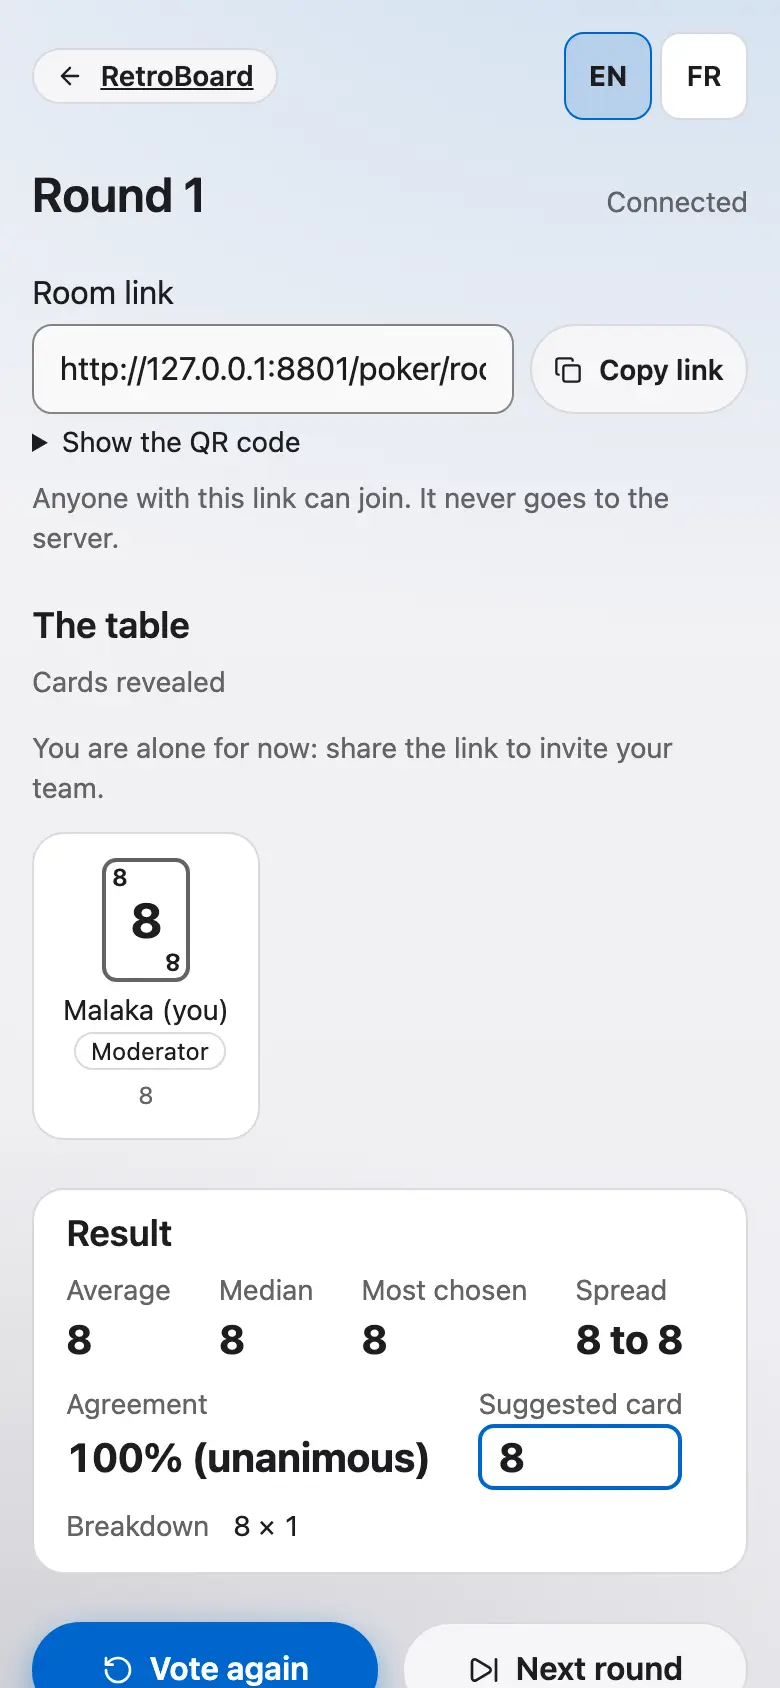 RetroBoard
EN
FR
Round 1
Connected
Room link
http://127.0.0.1:8801/poker/roo
Copy link
Show the QR code
Anyone with this link can join. It never goes to the
server.
The table
Cards revealed
You are alone for now: share the link to invite your
team.
8
8
8
Malaka (you)
Moderator
8
Result
Average
Median
Most chosen
Spread
8
8
8
8 to 8
Agreement
Suggested card
100% (unanimous)
8
Breakdown 8 × 1
Vote again
Next round